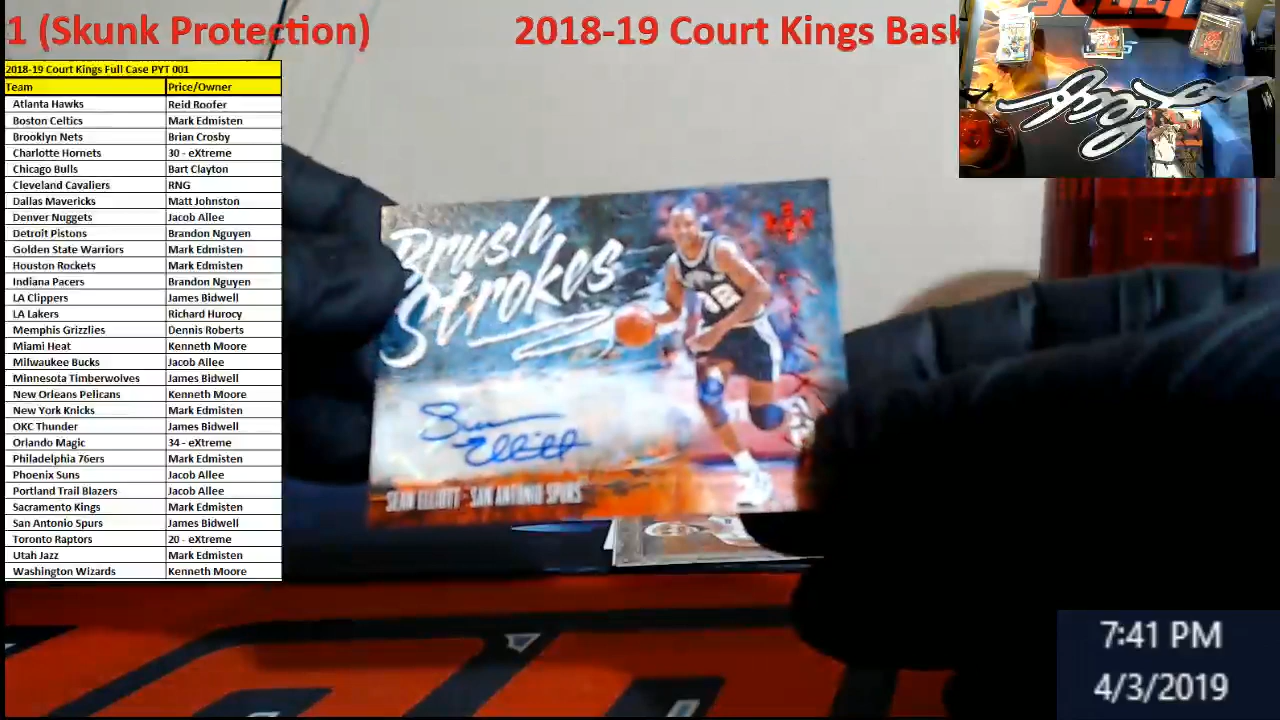 1 (Skunk Protection) 2018-19 Court Kings Bask
2018-19 Court Kings Full Case PYT 001
Team Price/Owner
Atlanta Hawks Reid Roofer
Boston Celtics Mark Edmisten
Brooklyn Nets Brian Crosby
Charlotte Hornets 30 - eXtreme
Chicago Bulls Bart Clayton
Cleveland Cavaliers RNG
Dallas Mavericks Matt Johnston
Denver Nuggets Jacob Allee
Detroit Pistons Brandon Nguyen
Golden State Warriors Mark Edmisten
Houston Rockets Mark Edmisten
Indiana Pacers Brandon Nguyen
LA Clippers James Bidwell
LA Lakers Richard Hurocy
Memphis Grizzlies Dennis Roberts
Miami Heat Kenneth Moore
Milwaukee Bucks Jacob Allee
Minnesota Timberwolves James Bidwell
New Orleans Pelicans Kenneth Moore
New York Knicks Mark Edmisten
OKC Thunder James Bidwell
Orlando Magic 34 - eXtreme
Philadelphia 76ers Mark Edmisten
Phoenix Suns Jacob Allee
Portland Trail Blazers Jacob Allee
Sacramento Kings Mark Edmisten
San Antonio Spurs James Bidwell
Toronto Raptors 20 - eXtreme
Utah Jazz Mark Edmisten
Washington Wizards Kenneth Moore
Brush
Strokes
12
Sean
Elliott
SEAN ELLIOTT - SAN ANTONIO SPURS
7:41 PM
4/3/2019